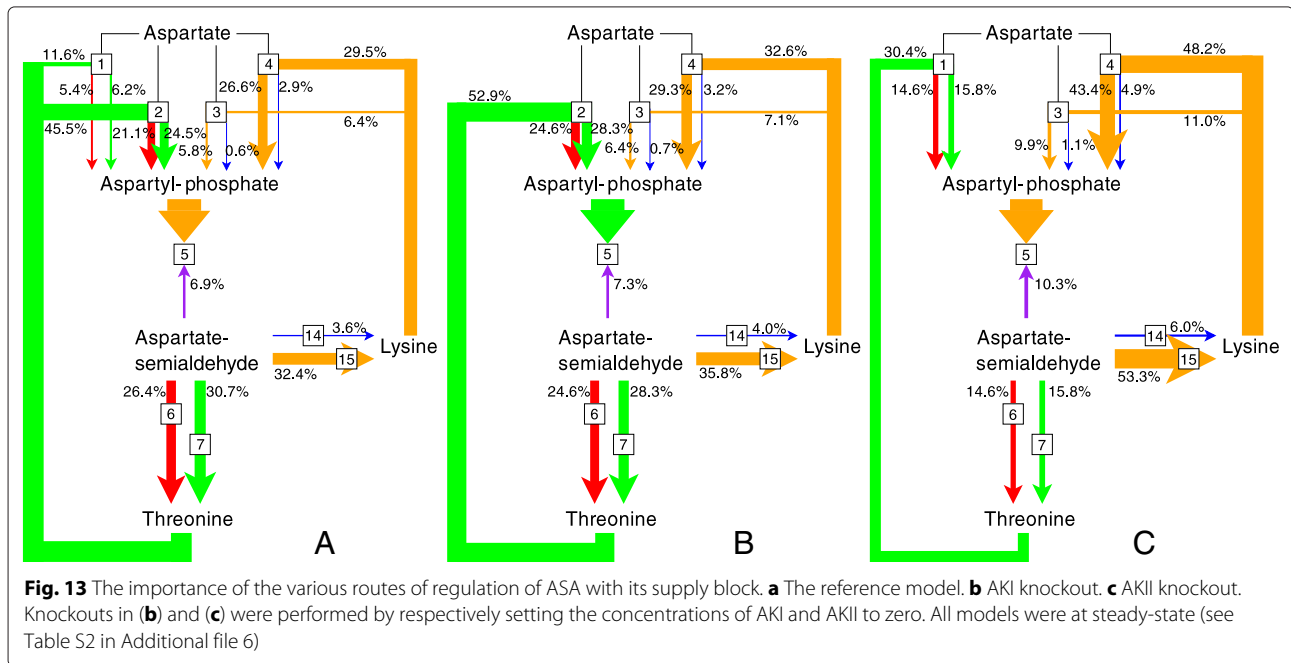 Aspartate
11.6%
1
4
29.5%
5.4%
6.2%
26.6%
2.9%
2
3
45.5%
21.1%
24.5%
6.4%
5.8%
0.6%
Aspartyl-phosphate
5
6.9%
Aspartate-
semialdehyde
14
3.6%
15
32.4%
Lysine
26.4%
30.7%
6
7
Threonine
A
Aspartate
4
32.6%
52.9%
2
3
29.3%
3.2%
24.6%
28.3%
7.1%
6.4%
0.7%
Aspartyl-phosphate
5
7.3%
Aspartate-
semialdehyde
14
4.0%
15
35.8%
Lysine
24.6%
28.3%
6
7
Threonine
B
Aspartate
30.4%
1
4
48.2%
14.6%
15.8%
43.4%
4.9%
3
11.0%
9.9%
1.1%
Aspartyl-phosphate
5
10.3%
Aspartate-
semialdehyde
14
6.0%
15
53.3%
Lysine
14.6%
15.8%
6
7
Threonine
C
Fig. 13 The importance of the various routes of regulation of ASA with its supply block. a The reference model. b AKI knockout. c AKII knockout.
Knockouts in (b) and (c) were performed by respectively setting the concentrations of AKI and AKII to zero. All models were at steady-state (see
Table S2 in Additional file 6)